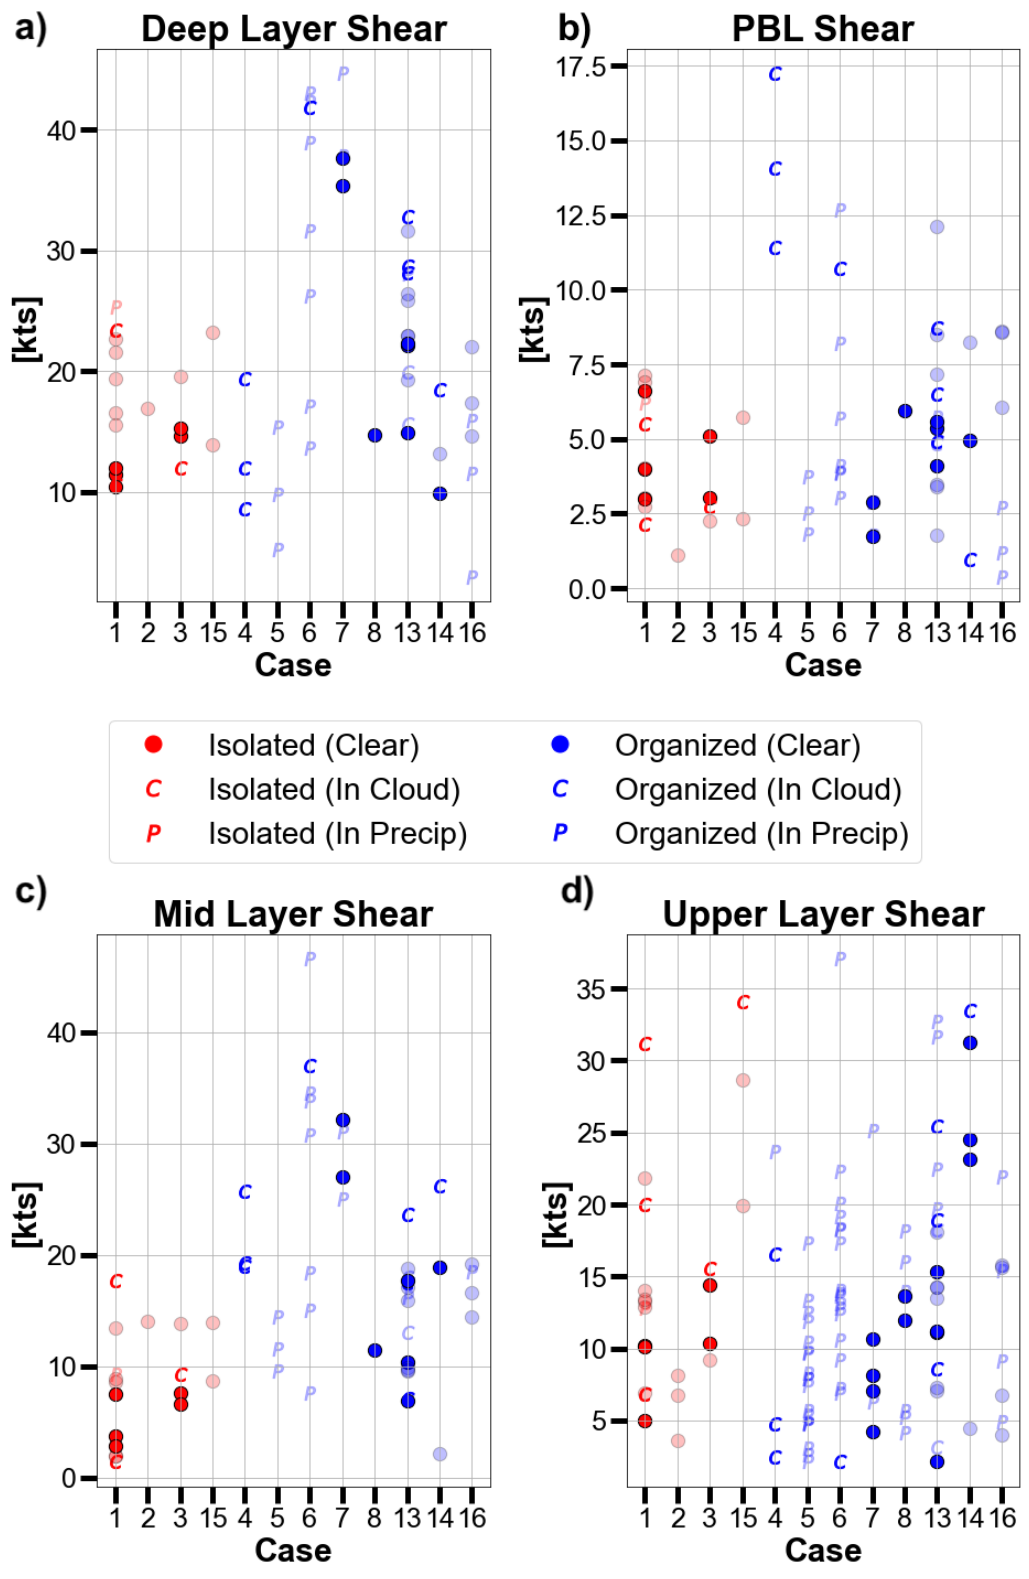 a) Deep Layer Shear
b) PBL Shear
[kts]
40
30
20
10
1 2 3 15 4 5 6 7 8 13 14 16
Case
[kts]
17.5
15.0
12.5
10.0
7.5
5.0
2.5
0.0
1 2 3 15 4 5 6 7 8 13 14 16
Case
Isolated (Clear)
C Isolated (In Cloud)
P Isolated (In Precip)
Organized (Clear)
C Organized (In Cloud)
P Organized (In Precip)
c) Mid Layer Shear
d) Upper Layer Shear
[kts]
40
30
20
10
0
1 2 3 15 4 5 6 7 8 13 14 16
Case
[kts]
35
30
25
20
15
10
5
1 2 3 15 4 5 6 7 8 13 14 16
Case